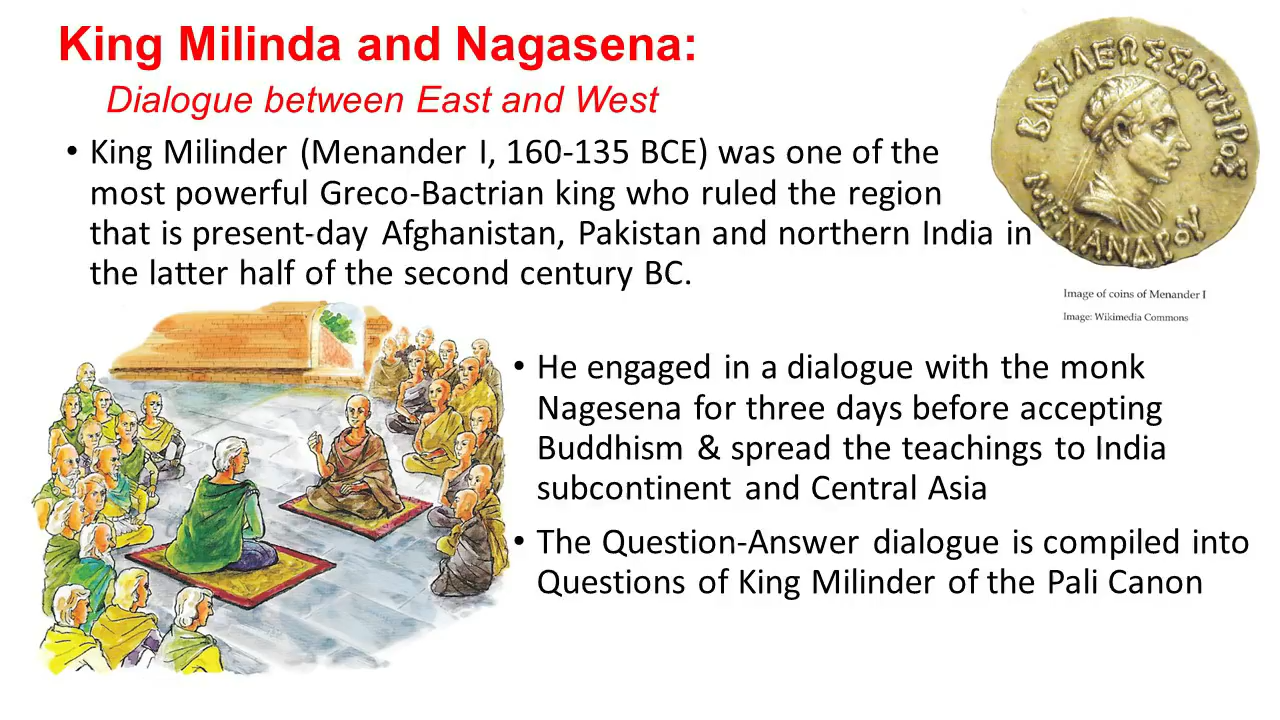 King Milinda and Nagasena:
Dialogue between East and West
• King Milinder (Menander I, 160-135 BCE) was one of the
most powerful Greco-Bactrian king who ruled the region
that is present-day Afghanistan, Pakistan and northern India in
the latter half of the second century BC.
ΒΑΣΙΛΕΩΣ ΣΩΤΗΡΟΣ
ΜΕΝΑΝΔΡΟΥ
Image of coins of Menander I
Image: Wikimedia Commons
• He engaged in a dialogue with the monk
Nagesena for three days before accepting
Buddhism & spread the teachings to India
subcontinent and Central Asia
• The Question-Answer dialogue is compiled into
Questions of King Milinder of the Pali Canon